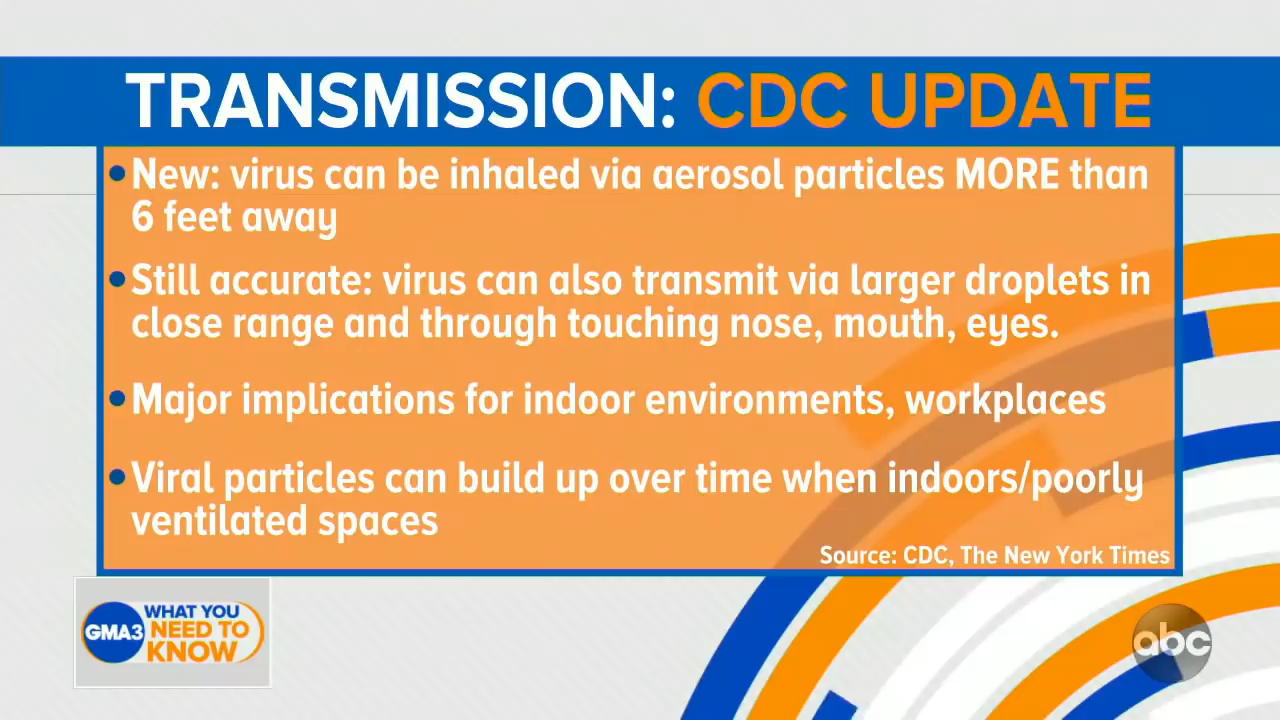 TRANSMISSION: CDC UPDATE
• New: virus can be inhaled via aerosol particles MORE than
6 feet away
• Still accurate: virus can also transmit via larger droplets in
close range and through touching nose, mouth, eyes.
• Major implications for indoor environments, workplaces
• Viral particles can build up over time when indoors/poorly
ventilated spaces
Source: CDC, The New York Times
GMA3
WHAT YOU
NEED TO
KNOW
abc